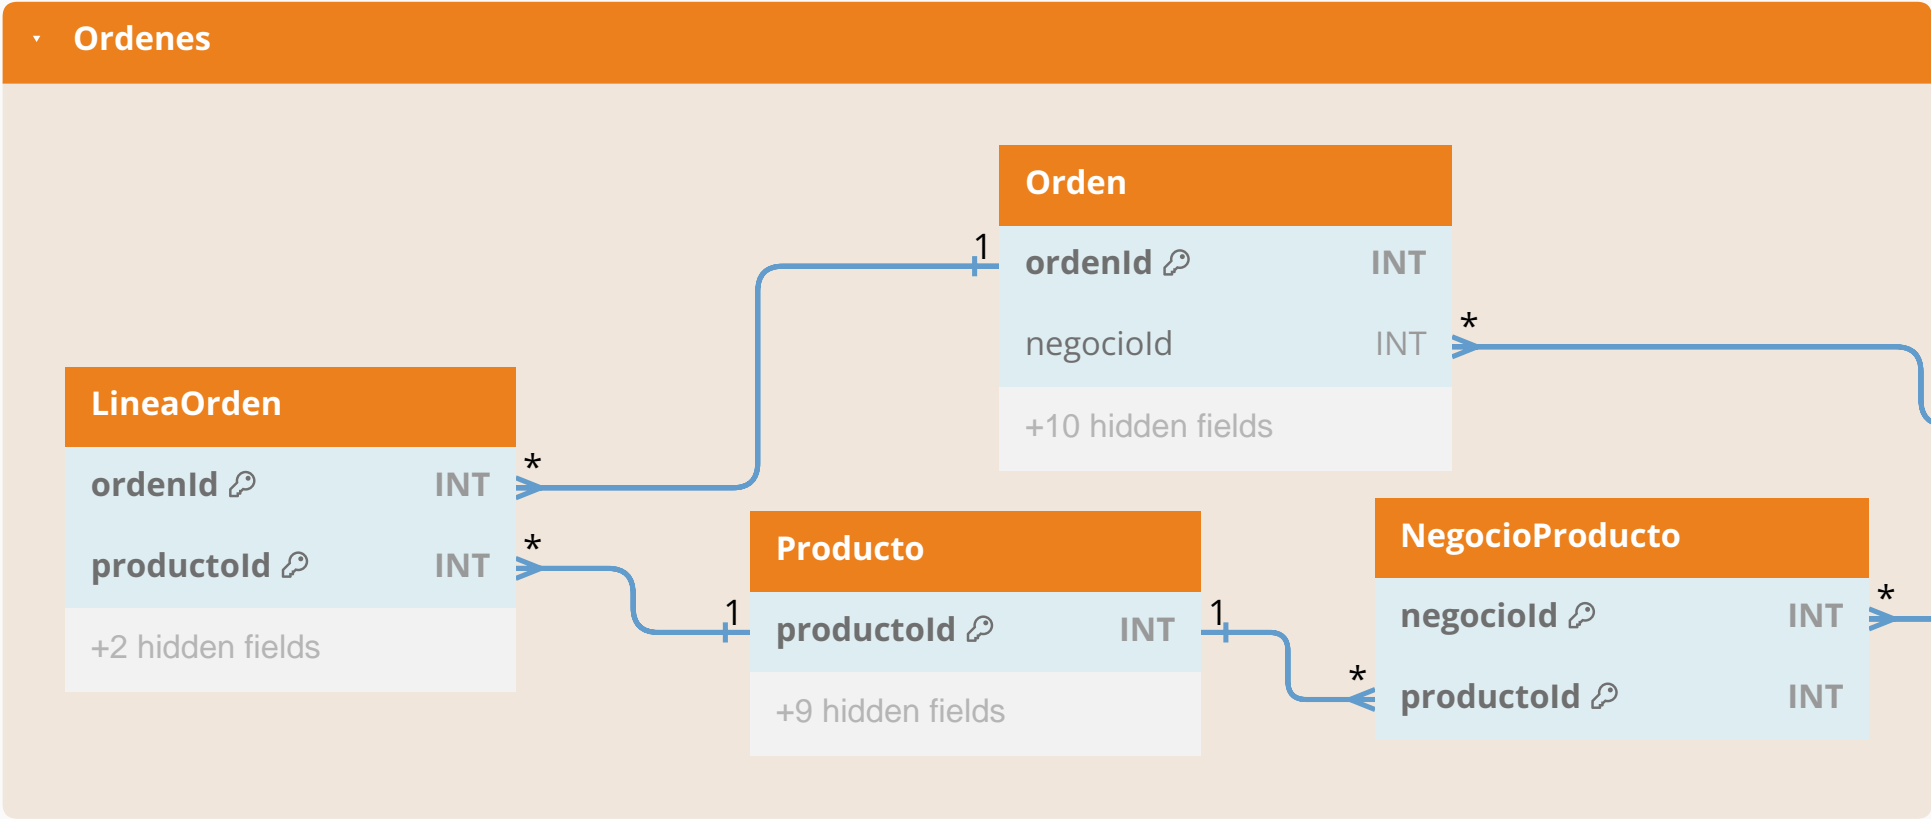 Ordenes
Orden
1
ordenId INT
*
negocioId INT
+10 hidden fields
LineaOrden
*
ordenId INT
*
productoId INT
+2 hidden fields
Producto
1
productoId INT
1
+9 hidden fields
NegocioProducto
*
negocioId INT
*
productoId INT